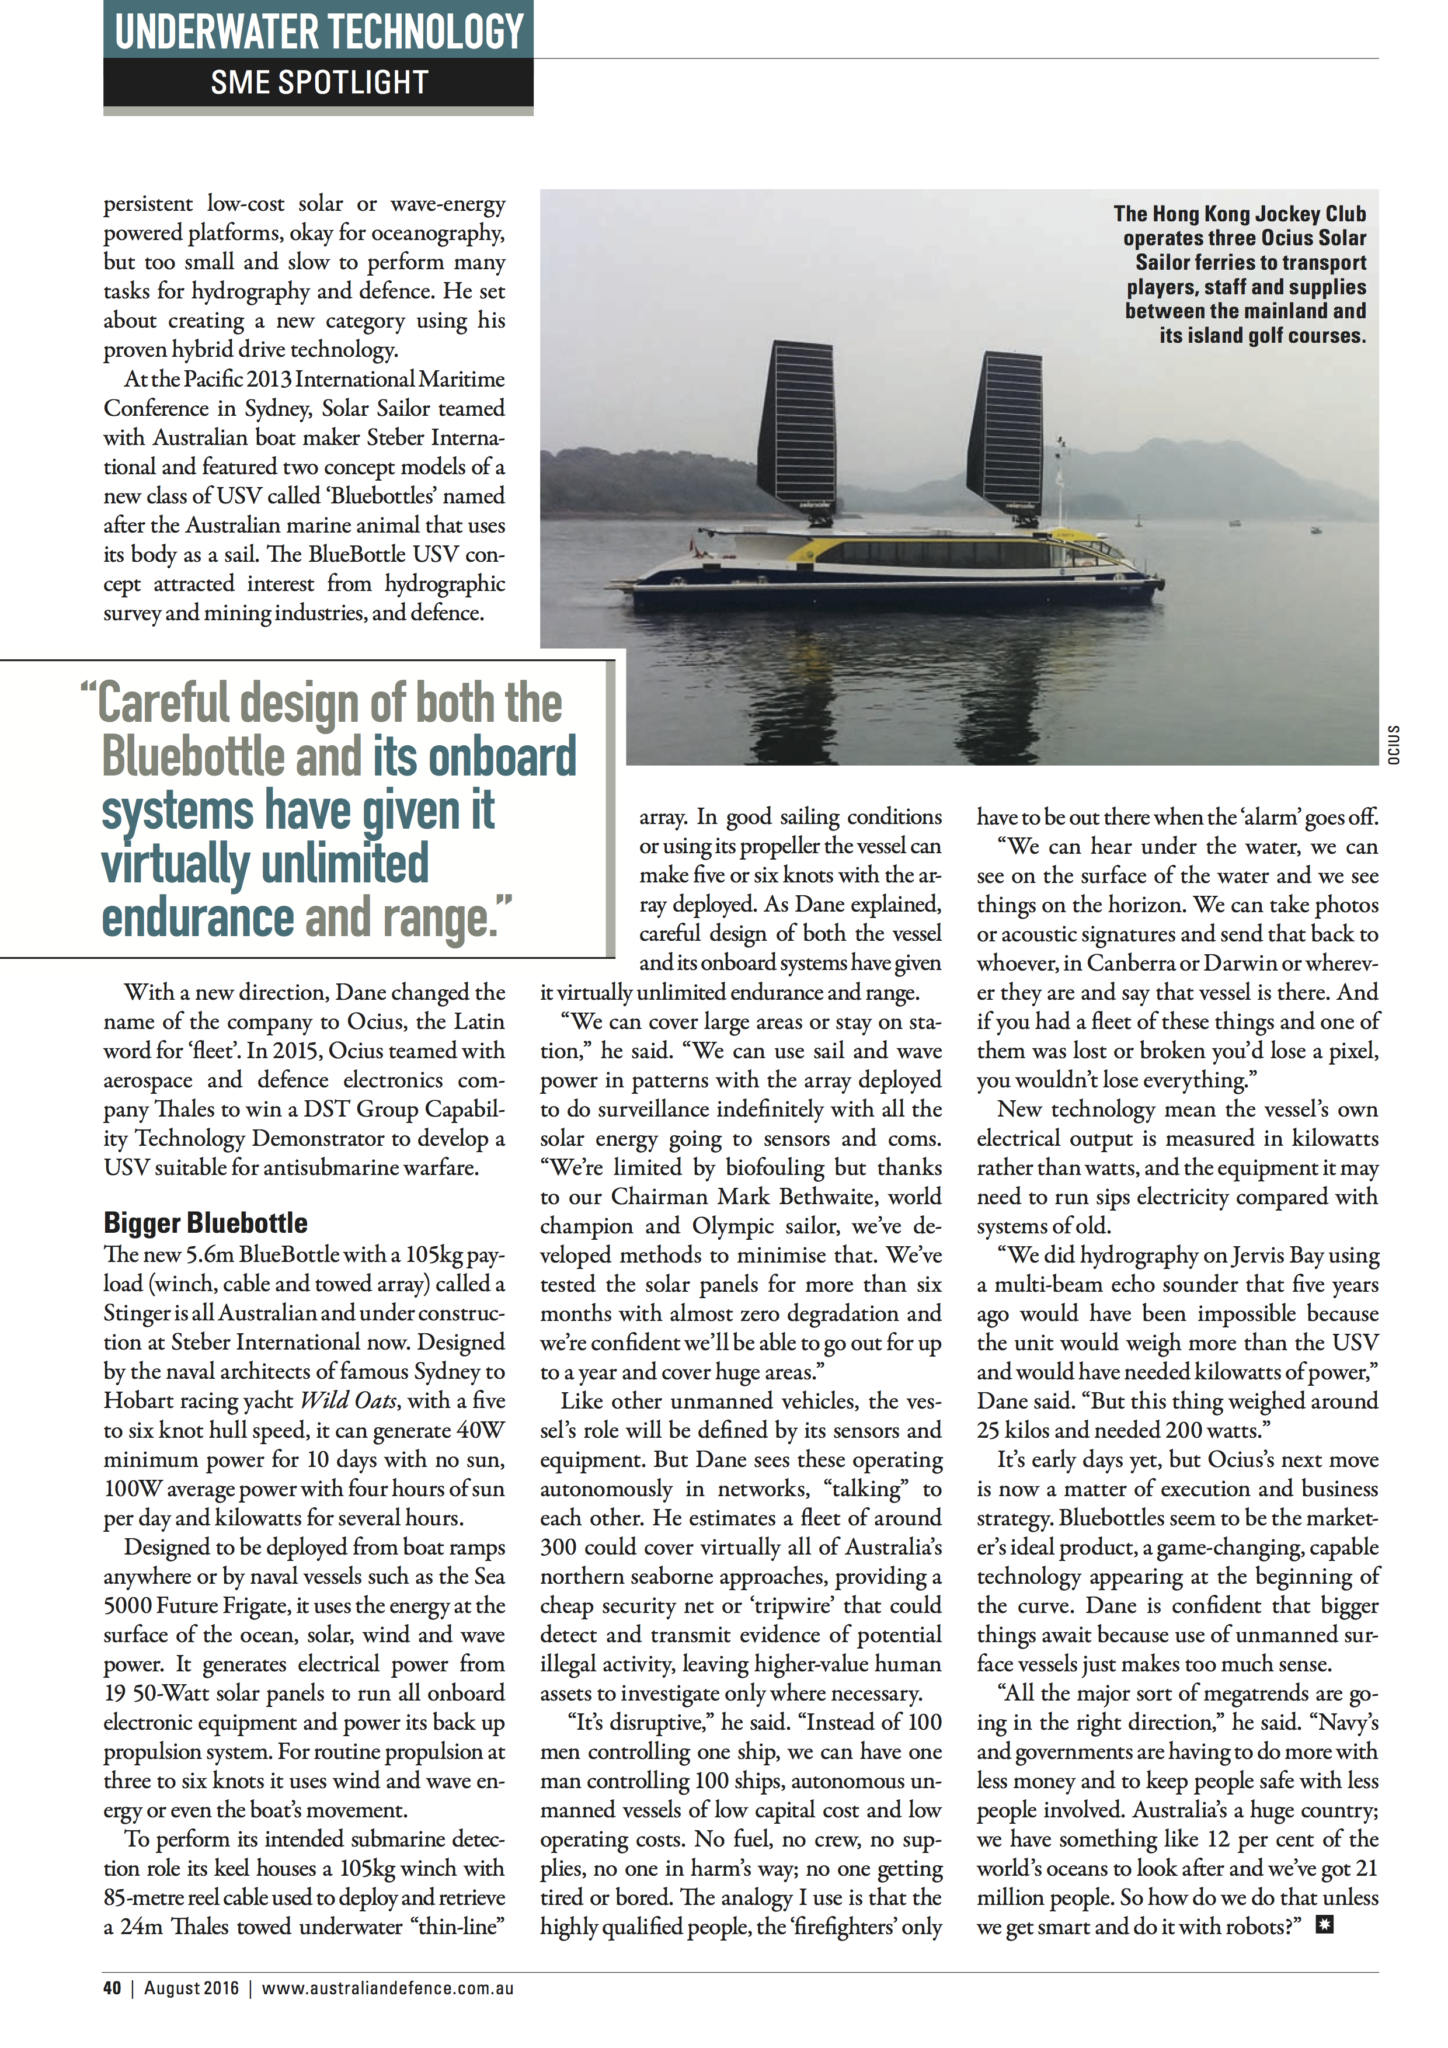 UNDERWATER TECHNOLOGY
SME SPOTLIGHT
persistent low-cost solar or wave-energy
powered platforms, okay for oceanography,
but too small and slow to perform many
tasks for hydrography and defence. He set
about creating a new category using his
proven hybrid drive technology.
At the Pacific 2013 International Maritime
Conference in Sydney, Solar Sailor teamed
with Australian boat maker Steber Interna-
tional and featured two concept models of a
new class of USV called ‘Bluebottles’ named
after the Australian marine animal that uses
its body as a sail. The BlueBottle USV con-
cept attracted interest from hydrographic
survey and mining industries, and defence.
“Careful design of both the
Bluebottle and its onboard
systems have given it
virtually unlimited
endurance and range.”
With a new direction, Dane changed the
name of the company to Ocius, the Latin
word for ‘fleet’. In 2015, Ocius teamed with
aerospace and defence electronics com-
pany Thales to win a DST Group Capabil-
ity Technology Demonstrator to develop a
USV suitable for antisubmarine warfare.
Bigger Bluebottle
The new 5.6m BlueBottle with a 105kg pay-
load (winch, cable and towed array) called a
Stinger is all Australian and under construc-
tion at Steber International now. Designed
by the naval architects of famous Sydney to
Hobart racing yacht Wild Oats, with a five
to six knot hull speed, it can generate 40W
minimum power for 10 days with no sun,
100W average power with four hours of sun
per day and kilowatts for several hours.
Designed to be deployed from boat ramps
anywhere or by naval vessels such as the Sea
5000 Future Frigate, it uses the energy at the
surface of the ocean, solar, wind and wave
power. It generates electrical power from
19 50-Watt solar panels to run all onboard
electronic equipment and power its back up
propulsion system. For routine propulsion at
three to six knots it uses wind and wave en-
ergy or even the boat’s movement.
To perform its intended submarine detec-
tion role its keel houses a 105kg winch with
85-metre reel cable used to deploy and retrieve
a 24m Thales towed underwater “thin-line”
The Hong Kong Jockey Club
operates three Ocius Solar
Sailor ferries to transport
players, staff and supplies
between the mainland and
its island golf courses.
solarsailor
solarsailor
OCIUS
array. In good sailing conditions
or using its propeller the vessel can
make five or six knots with the ar-
ray deployed. As Dane explained,
careful design of both the vessel
and its onboard systems have given
it virtually unlimited endurance and range.
“We can cover large areas or stay on sta-
tion,” he said. “We can use sail and wave
power in patterns with the array deployed
to do surveillance indefinitely with all the
solar energy going to sensors and coms.
“We’re limited by biofouling but thanks
to our Chairman Mark Bethwaite, world
champion and Olympic sailor, we’ve de-
veloped methods to minimise that. We’ve
tested the solar panels for more than six
months with almost zero degradation and
we’re confident we’ll be able to go out for up
to a year and cover huge areas.”
Like other unmanned vehicles, the ves-
sel’s role will be defined by its sensors and
equipment. But Dane sees these operating
autonomously in networks, “talking” to
each other. He estimates a fleet of around
300 could cover virtually all of Australia’s
northern seaborne approaches, providing a
cheap security net or ‘tripwire’ that could
detect and transmit evidence of potential
illegal activity, leaving higher-value human
assets to investigate only where necessary.
“It’s disruptive,” he said. “Instead of 100
men controlling one ship, we can have one
man controlling 100 ships, autonomous un-
manned vessels of low capital cost and low
operating costs. No fuel, no crew, no sup-
plies, no one in harm’s way; no one getting
tired or bored. The analogy I use is that the
highly qualified people, the ‘firefighters’ only
have to be out there when the ‘alarm’ goes off.
“We can hear under the water, we can
see on the surface of the water and we see
things on the horizon. We can take photos
or acoustic signatures and send that back to
whoever, in Canberra or Darwin or wherev-
er they are and say that vessel is there. And
if you had a fleet of these things and one of
them was lost or broken you’d lose a pixel,
you wouldn’t lose everything.”
New technology mean the vessel’s own
electrical output is measured in kilowatts
rather than watts, and the equipment it may
need to run sips electricity compared with
systems of old.
“We did hydrography on Jervis Bay using
a multi-beam echo sounder that five years
ago would have been impossible because
the unit would weigh more than the USV
and would have needed kilowatts of power,”
Dane said. “But this thing weighed around
25 kilos and needed 200 watts.”
It’s early days yet, but Ocius’s next move
is now a matter of execution and business
strategy. Bluebottles seem to be the market-
er’s ideal product, a game-changing, capable
technology appearing at the beginning of
the curve. Dane is confident that bigger
things await because use of unmanned sur-
face vessels just makes too much sense.
“All the major sort of megatrends are go-
ing in the right direction,” he said. “Navy’s
and governments are having to do more with
less money and to keep people safe with less
people involved. Australia’s a huge country;
we have something like 12 per cent of the
world’s oceans to look after and we’ve got 21
million people. So how do we do that unless
we get smart and do it with robots?”
40 | August 2016 | www.australiandefence.com.au